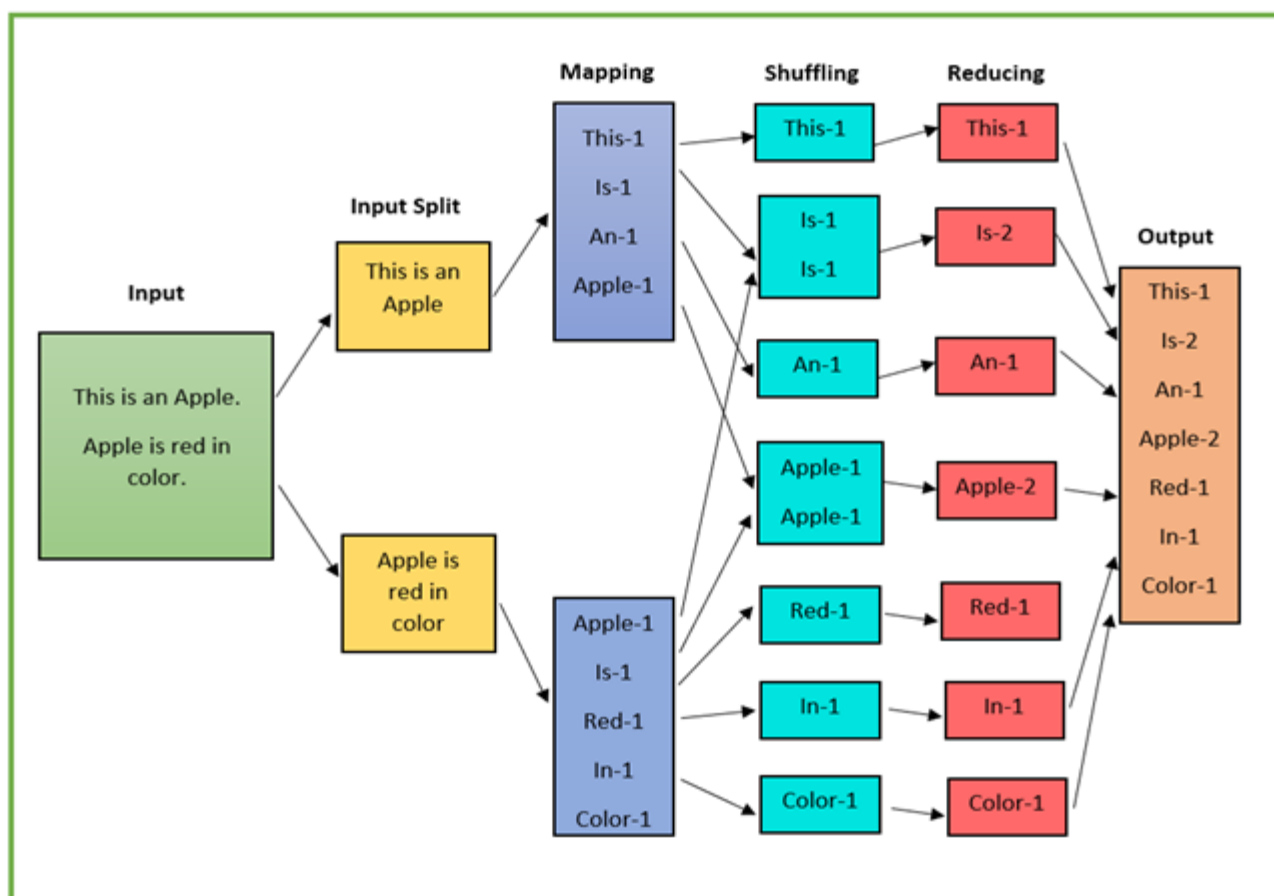 Input
This is an Apple.
Apple is red in
color.
Input Split
This is an
Apple
Apple is
red in
color
Mapping
This-1
Is-1
An-1
Apple-1
Apple-1
Is-1
Red-1
In-1
Color-1
Shuffling
This-1
Is-1
Is-1
An-1
Apple-1
Apple-1
Red-1
In-1
Color-1
Reducing
This-1
Is-2
An-1
Apple-2
Red-1
In-1
Color-1
Output
This-1
Is-2
An-1
Apple-2
Red-1
In-1
Color-1